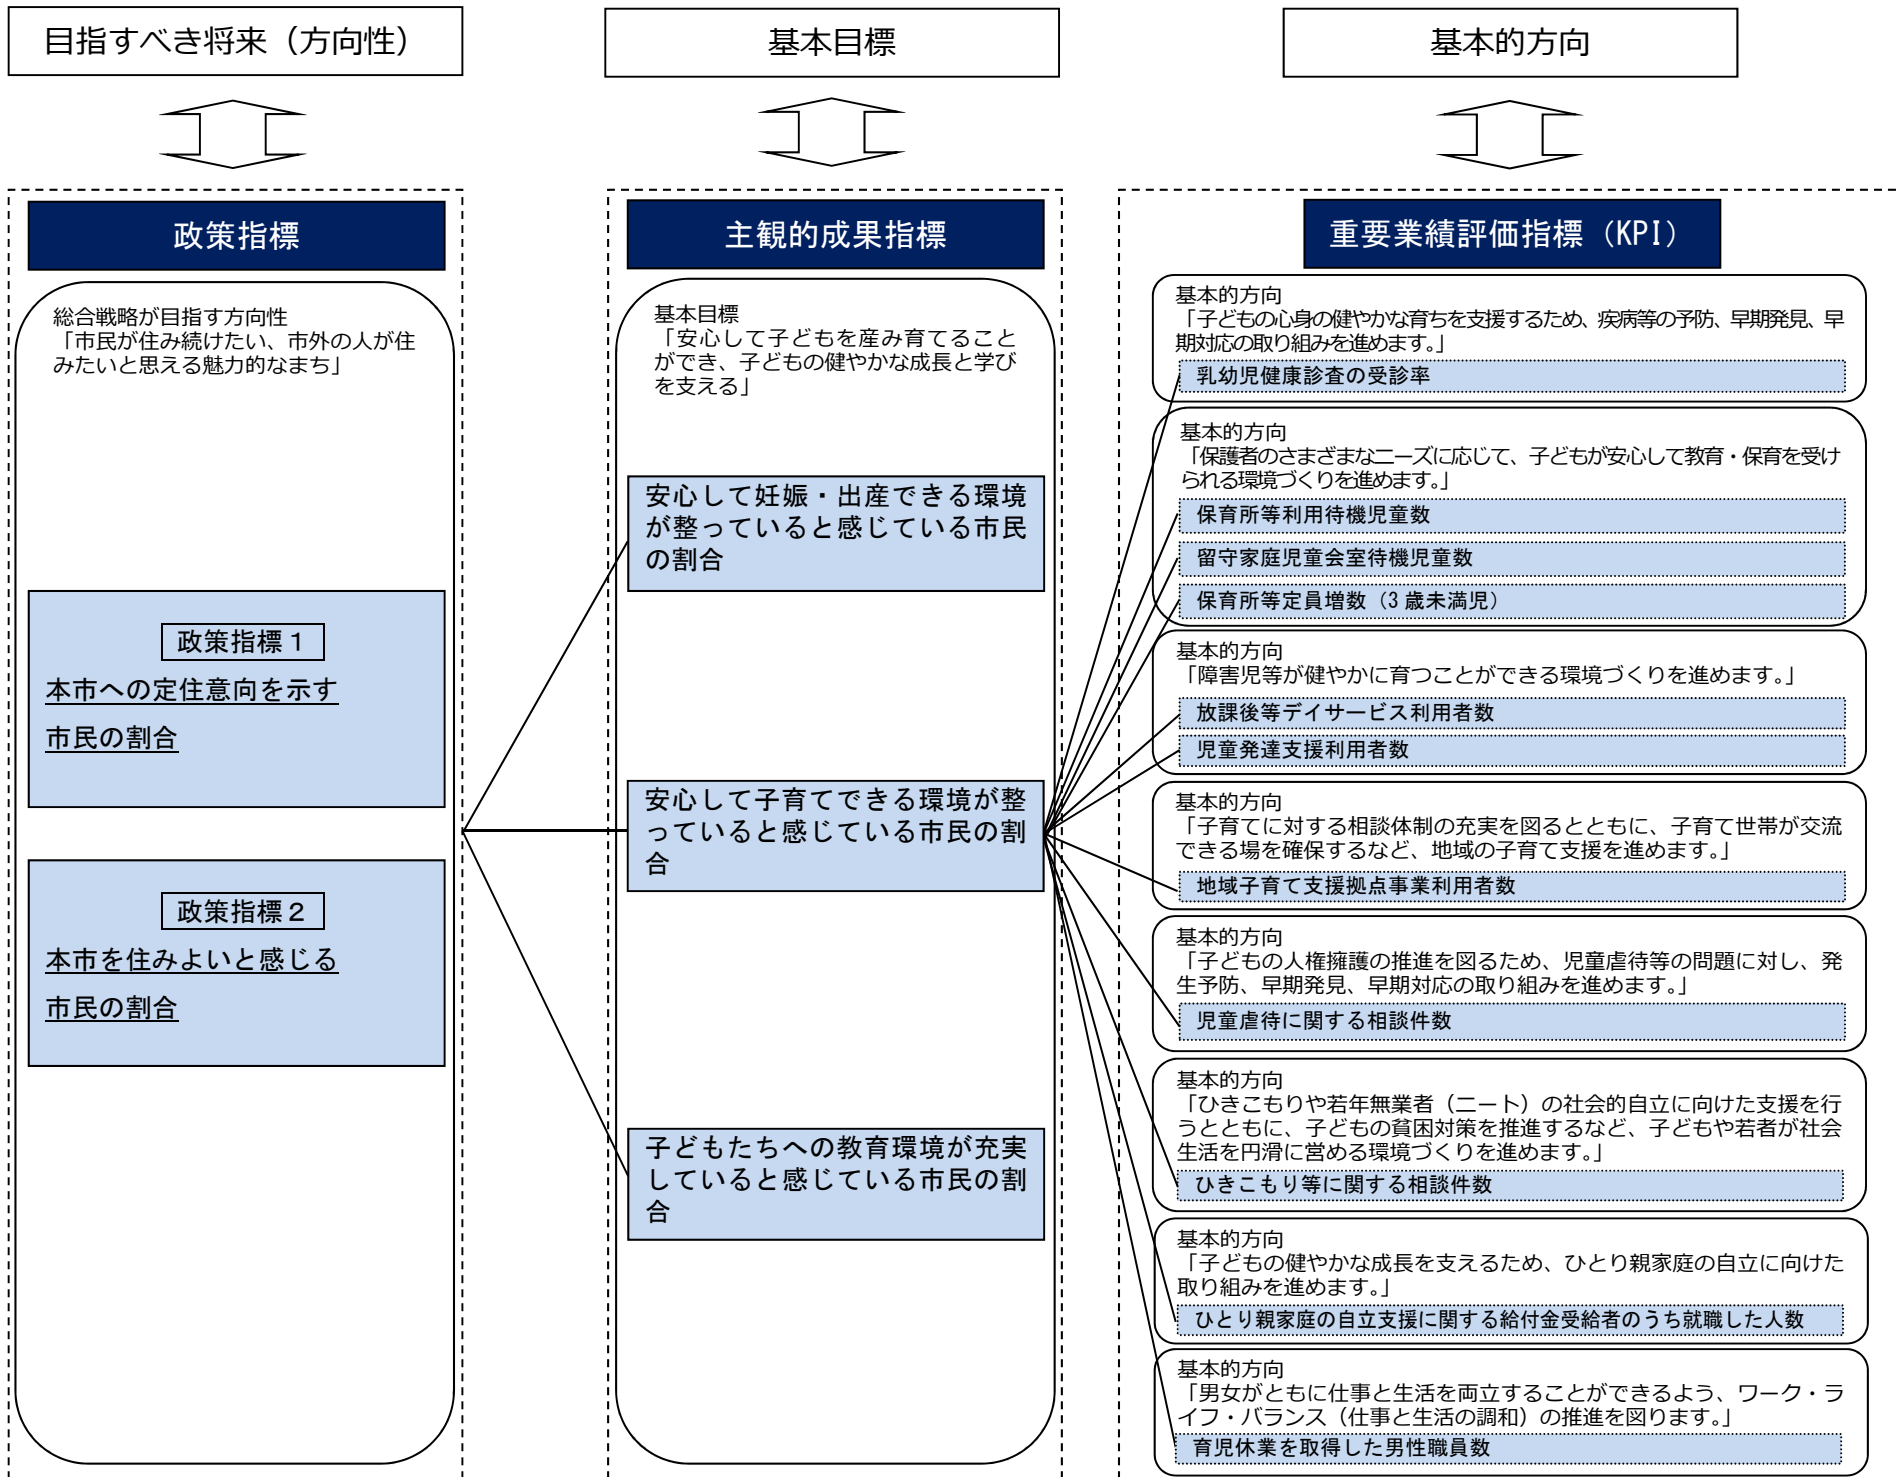 目指すべき将来（方向性）
基本目標
基本的方向
政策指標
総合戦略が目指す方向性
「市民が住み続けたい、市外の人が住
みたいと思える魅力的なまち」
政策指標１
本市への定住意向を示す
市民の割合
政策指標２
本市を住みよいと感じる
市民の割合
主観的成果指標
基本目標
「安心して子どもを産み育てること
ができ、子どもの健やかな成長と学び
を支える」
安心して妊娠・出産できる環境
が整っていると感じている市民
の割合
安心して子育てできる環境が整
っていると感じている市民の割
合
子どもたちへの教育環境が充実
していると感じている市民の割
合
重要業績評価指標（KPI）
基本的方向
「子どもの心身の健やかな育ちを支援するため、疾病等の予防、早期発見、早
期対応の取り組みを進めます。」
乳幼児健康診査の受診率
基本的方向
「保護者のさまざまなニーズに応じて、子どもが安心して教育・保育を受け
られる環境づくりを進めます。」
保育所等利用待機児童数
留守家庭児童会室待機児童数
保育所等定員増数（3 歳未満児）
基本的方向
「障害児等が健やかに育つことができる環境づくりを進めます。」
放課後等デイサービス利用者数
児童発達支援利用者数
基本的方向
「子育てに対する相談体制の充実を図るとともに、子育て世帯が交流
できる場を確保するなど、地域の子育て支援を進めます。」
地域子育て支援拠点事業利用者数
基本的方向
「子どもの人権擁護の推進を図るため、児童虐待等の問題に対し、発
生予防、早期発見、早期対応の取り組みを進めます。」
児童虐待に関する相談件数
基本的方向
「ひきこもりや若年無業者（ニート）の社会的自立に向けた支援を行
うとともに、子どもの貧困対策を推進するなど、子どもや若者が社会
生活を円滑に営める環境づくりを進めます。」
ひきこもり等に関する相談件数
基本的方向
「子どもの健やかな成長を支えるため、ひとり親家庭の自立に向けた
取り組みを進めます。」
ひとり親家庭の自立支援に関する給付金受給者のうち就職した人数
基本的方向
「男女がともに仕事と生活を両立することができるよう、ワーク・ラ
イフ・バランス（仕事と生活の調和）の推進を図ります。」
育児休業を取得した男性職員数